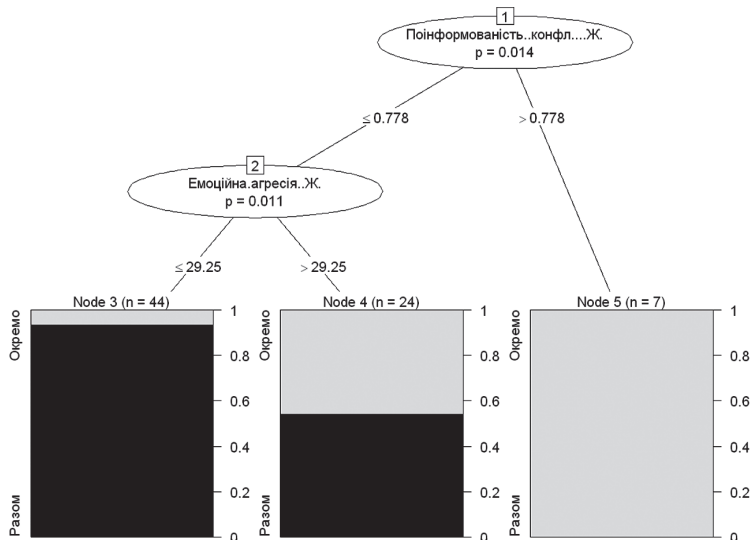 1
Поінформованість..конфл....Ж.
p = 0.014
≤ 0.778
> 0.778
2
Емоційна.агресія..Ж.
p = 0.011
≤ 29.25
> 29.25
Node 3 (n = 44)
Окремо
Разом
1
0.8
0.6
0.4
0.2
0
Node 4 (n = 24)
Окремо
Разом
1
0.8
0.6
0.4
0.2
0
Node 5 (n = 7)
Окремо
Разом
1
0.8
0.6
0.4
0.2
0